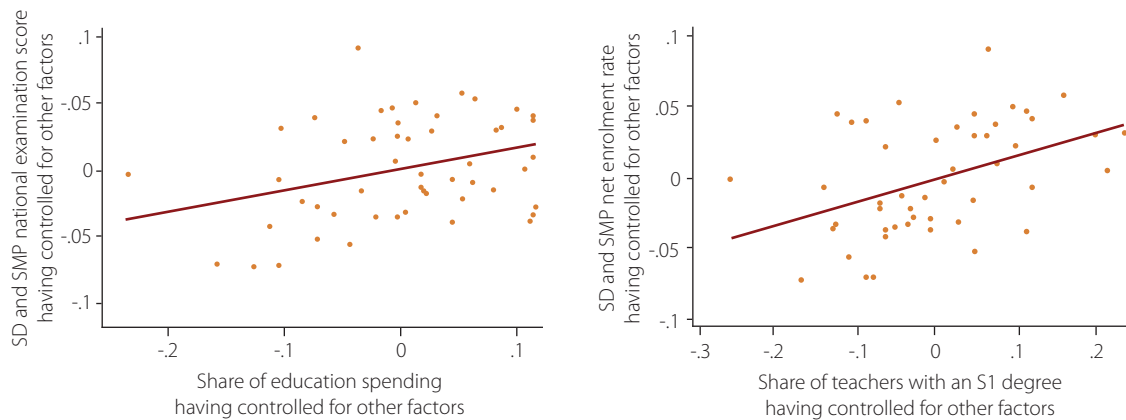 SD and SMP national examination score
having controlled for other factors
.1
-.05
0
-.05
-.1
-.2
-.1
0
.1
Share of education spending
having controlled for other factors
SD and SMP net enrolment rate
having controlled for other factors
.1
0.05
0
-0.05
-.1
-.3
-.2
-.1
0
.1
.2
Share of teachers with an S1 degree
having controlled for other factors